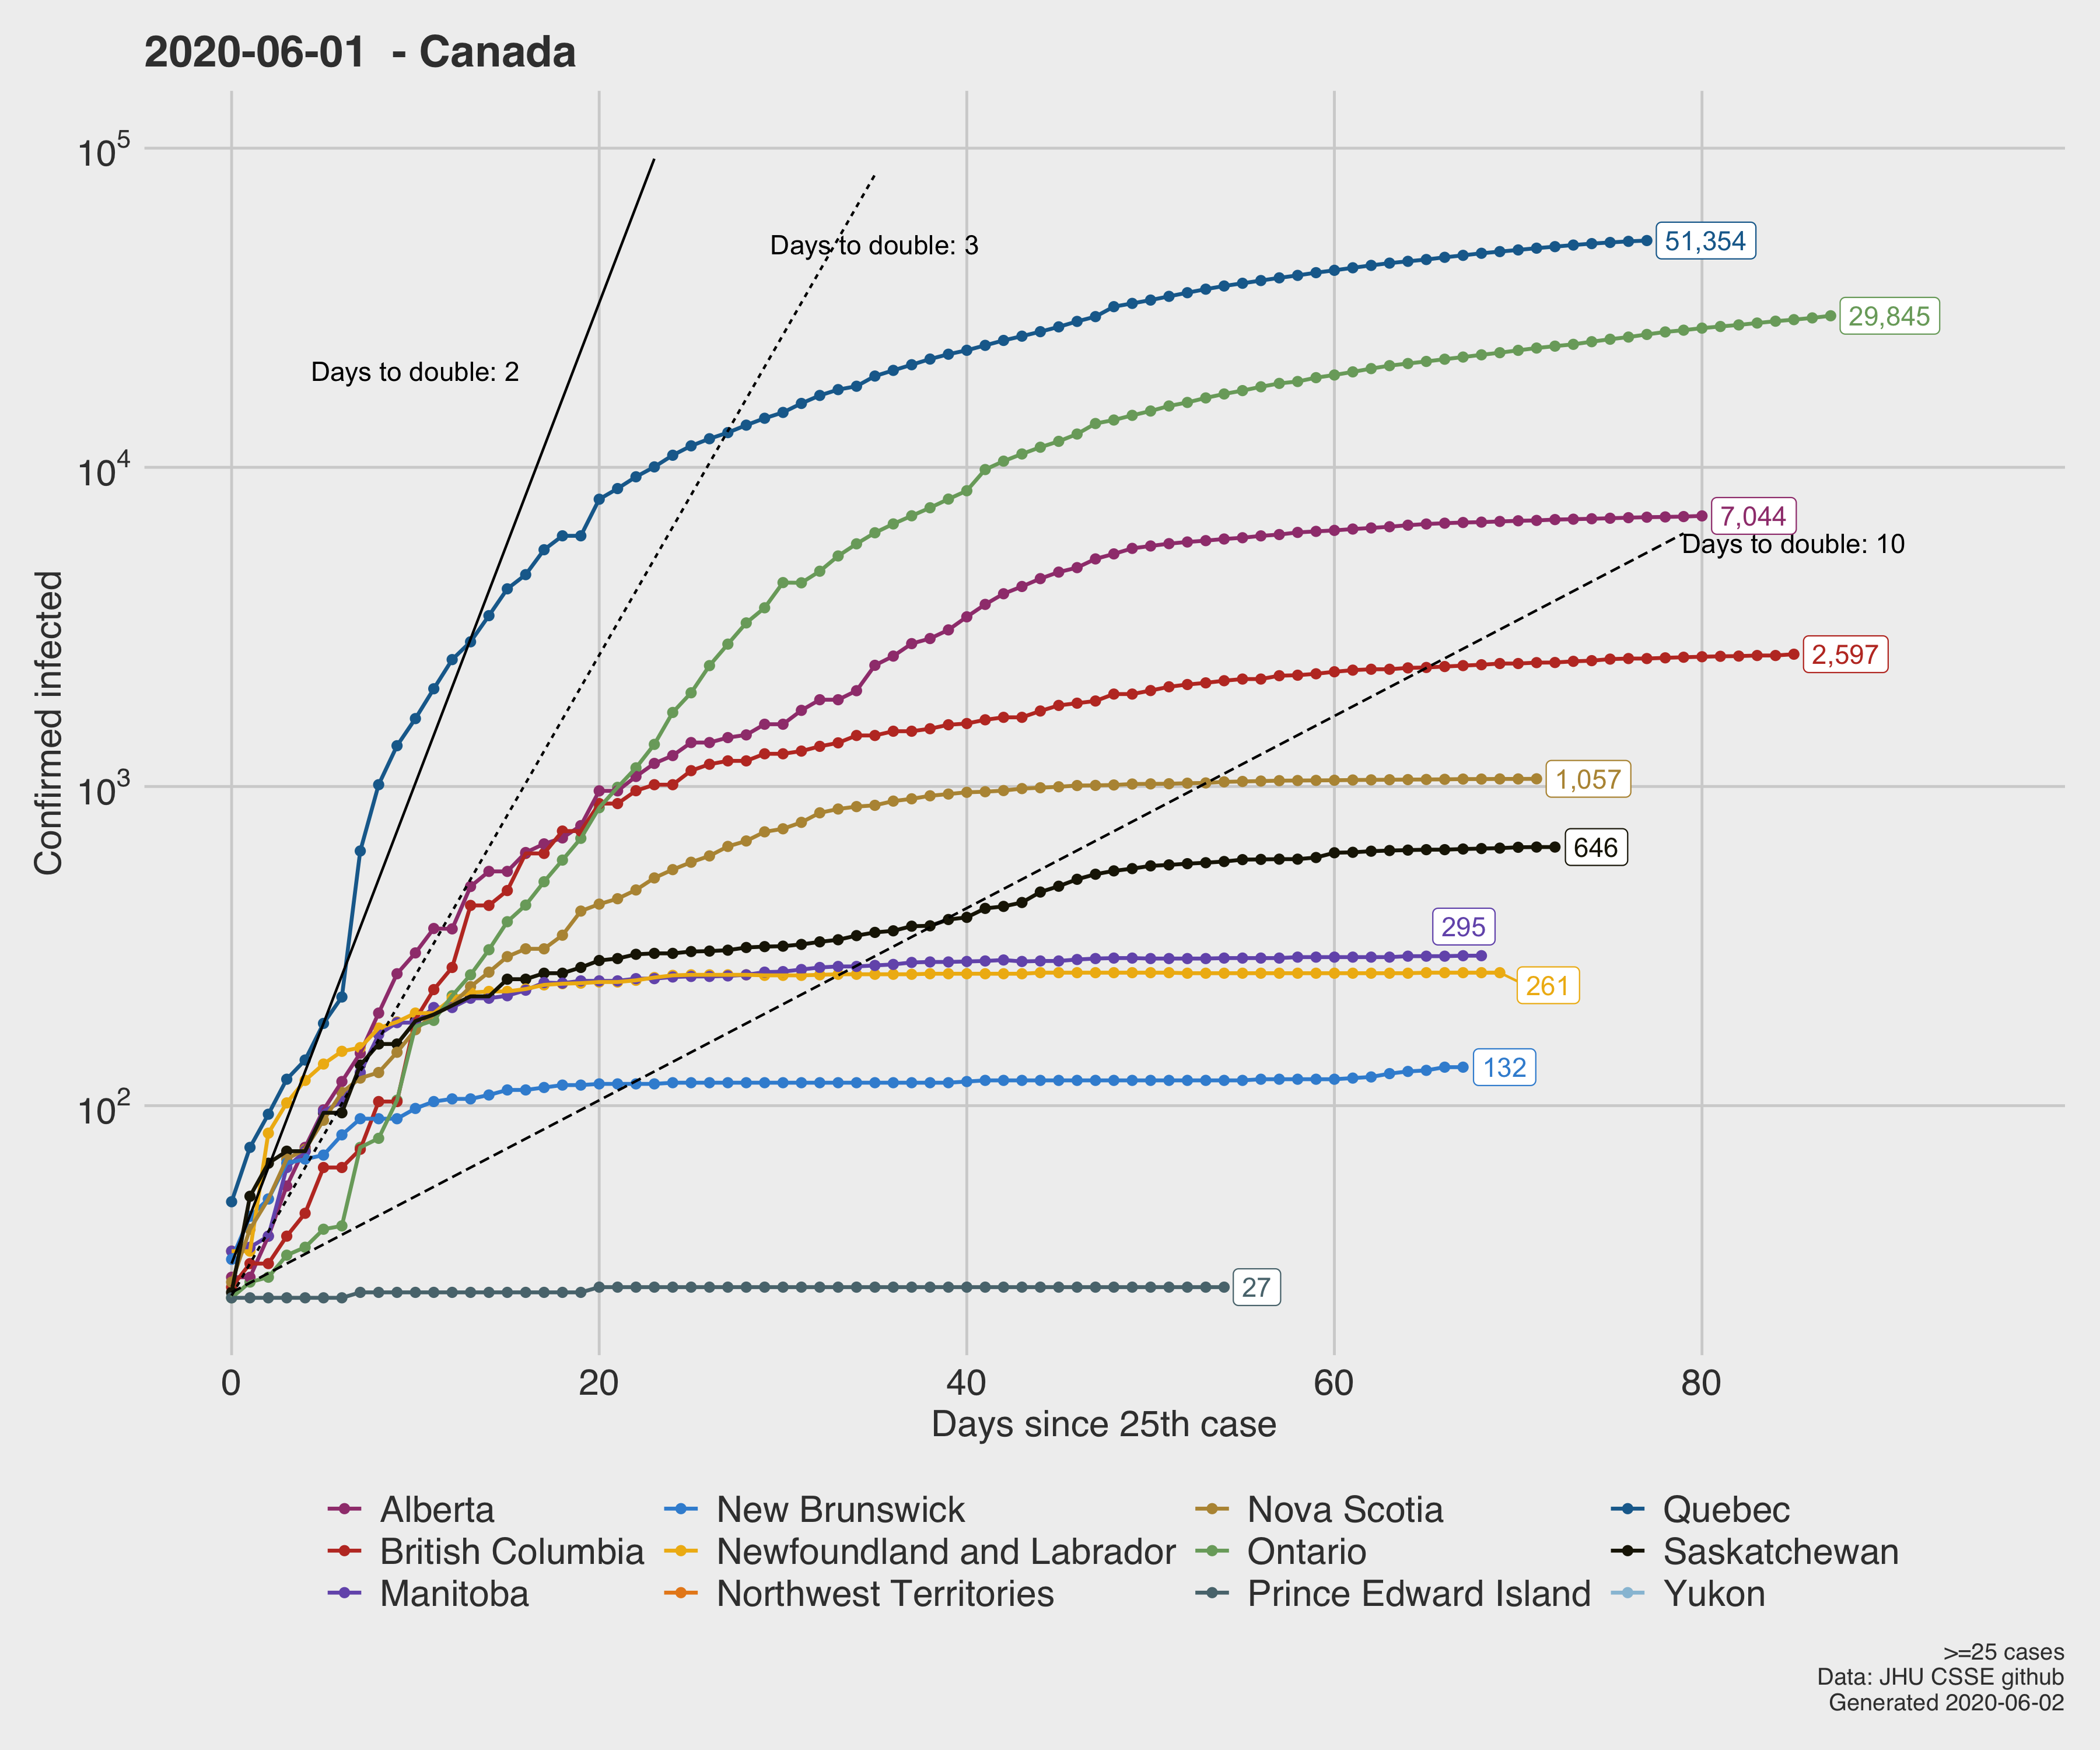 2020-06-01  - Canada
10^5
Days to double: 3
51,354
29,845
Days to double: 2
10^4
7,044
Days to double: 10
Confirmed infected
2,597
10^3
1,057
646
295
261
10^2
132
27
0 20 40 60 80
Days since 25th case
Alberta New Brunswick Nova Scotia Quebec
British Columbia Newfoundland and Labrador Ontario Saskatchewan
Manitoba Northwest Territories Prince Edward Island Yukon
>=25 cases
Data: JHU CSSE github
Generated 2020-06-02